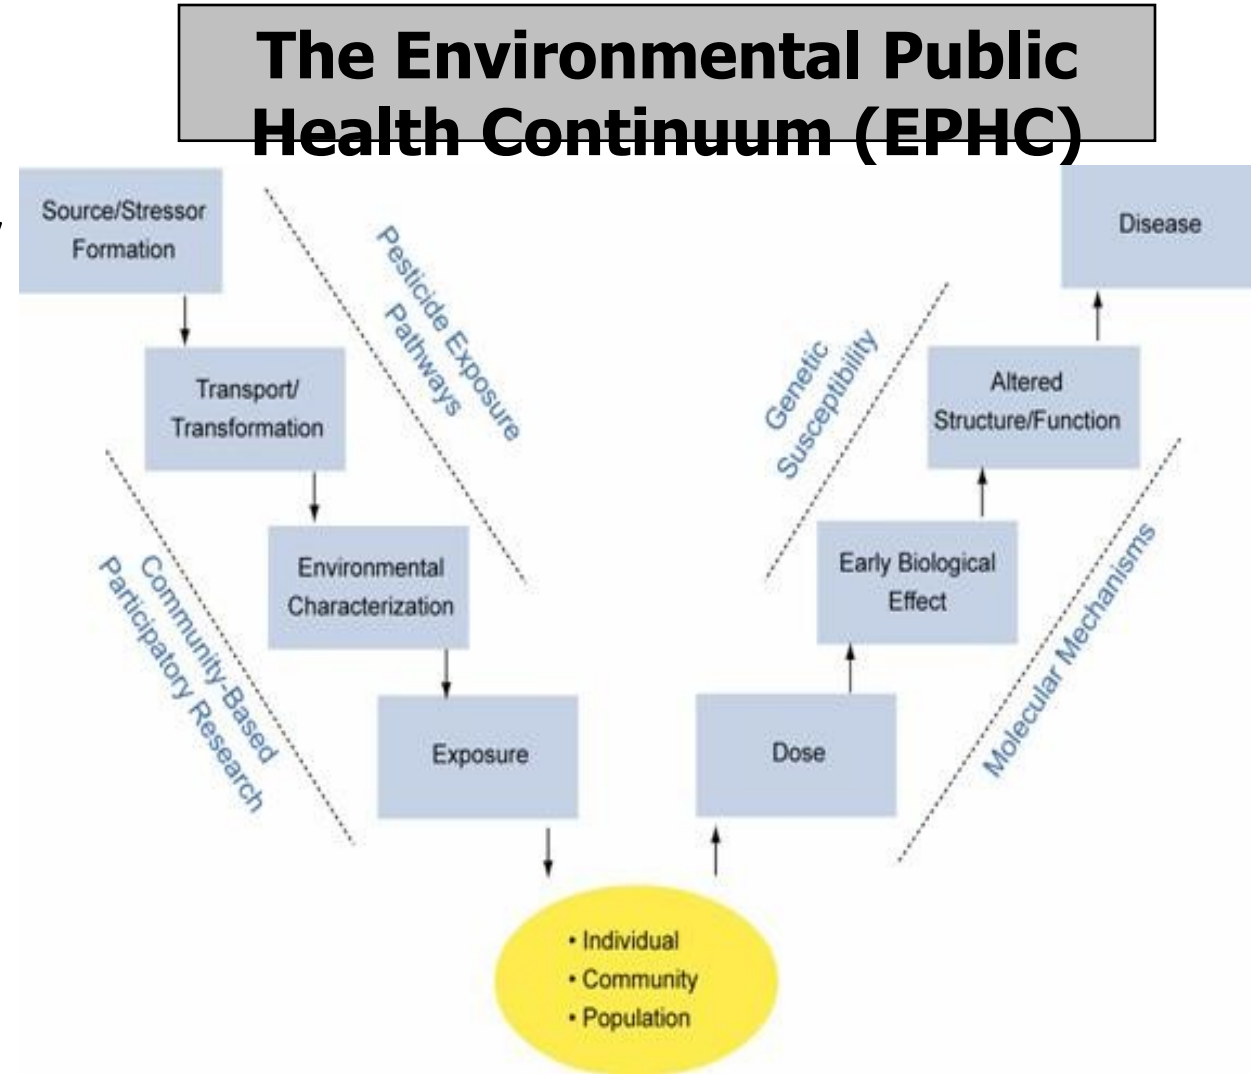 The Environmental Public
Health Continuum (EPHC)
Source/Stressor
Formation
Transport/
Transformation
Environmental
Characterization
Exposure
Pesticide Exposure
Pathways
Community-Based
Participatory Research
• Individual
• Community
• Population
Dose
Early Biological
Effect
Altered
Structure/Function
Disease
Genetic
Susceptibility
Molecular Mechanisms